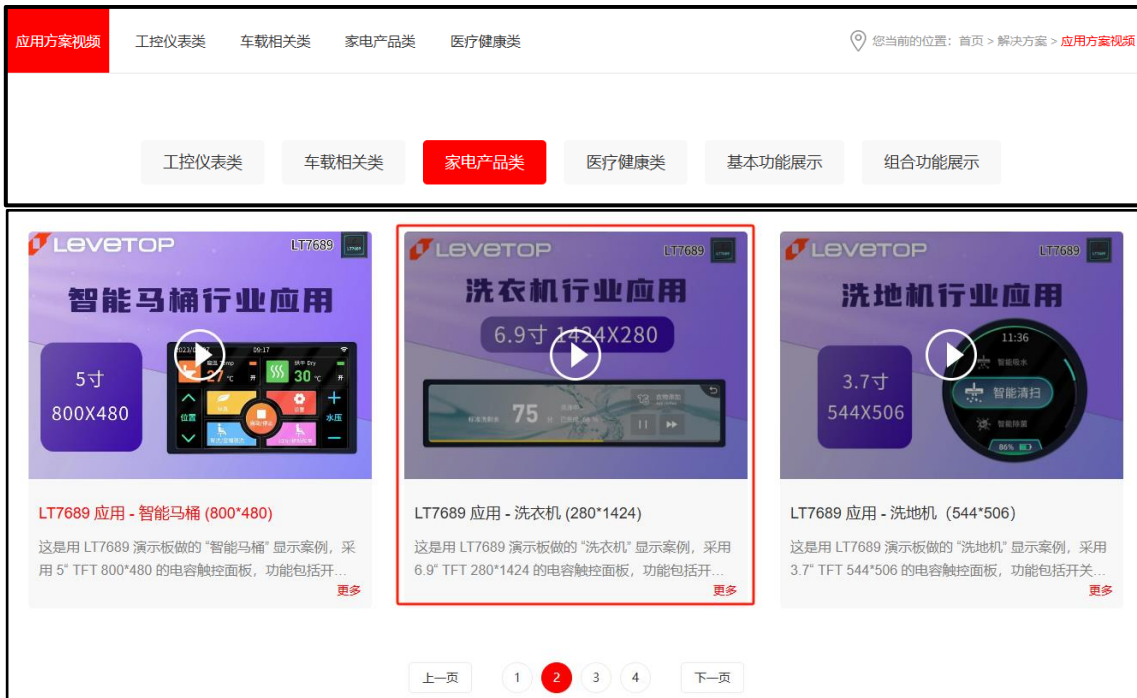 应用方案视频 工控仪表类 车载相关类 家电产品类 医疗健康类 您当前的位置：首页 > 解决方案 > 应用方案视频
工控仪表类 车载相关类 家电产品类 医疗健康类 基本功能展示 组合功能展示
LEVETOP LT7689
智能马桶行业应用
5寸
800X480
09:17
27 °C 开
30 °C 开
位置
水压
LT7689 应用 - 智能马桶 (800*480)
这是用 LT7689 演示板做的 “智能马桶” 显示案例，采
用 5“ TFT 800*480 的电容触控面板，功能包括开...
更多
LEVETOP LT7689
洗衣机行业应用
6.9寸 1424X280
75
LT7689 应用 - 洗衣机 (280*1424)
这是用 LT7689 演示板做的 “洗衣机” 显示案例，采用
6.9“ TFT 280*1424 的电容触控面板，功能包括开...
更多
LEVETOP LT7689
洗地机行业应用
3.7寸
544X506
11:36
智能吸水
智能清扫
智能除菌
86%
LT7689 应用 - 洗地机（544*506）
这是用 LT7689 演示板做的 “洗地机” 显示案例，采用
3.7“ TFT 544*506 的电容触控面板，功能包括开关...
更多
上一页 1 2 3 4 下一页